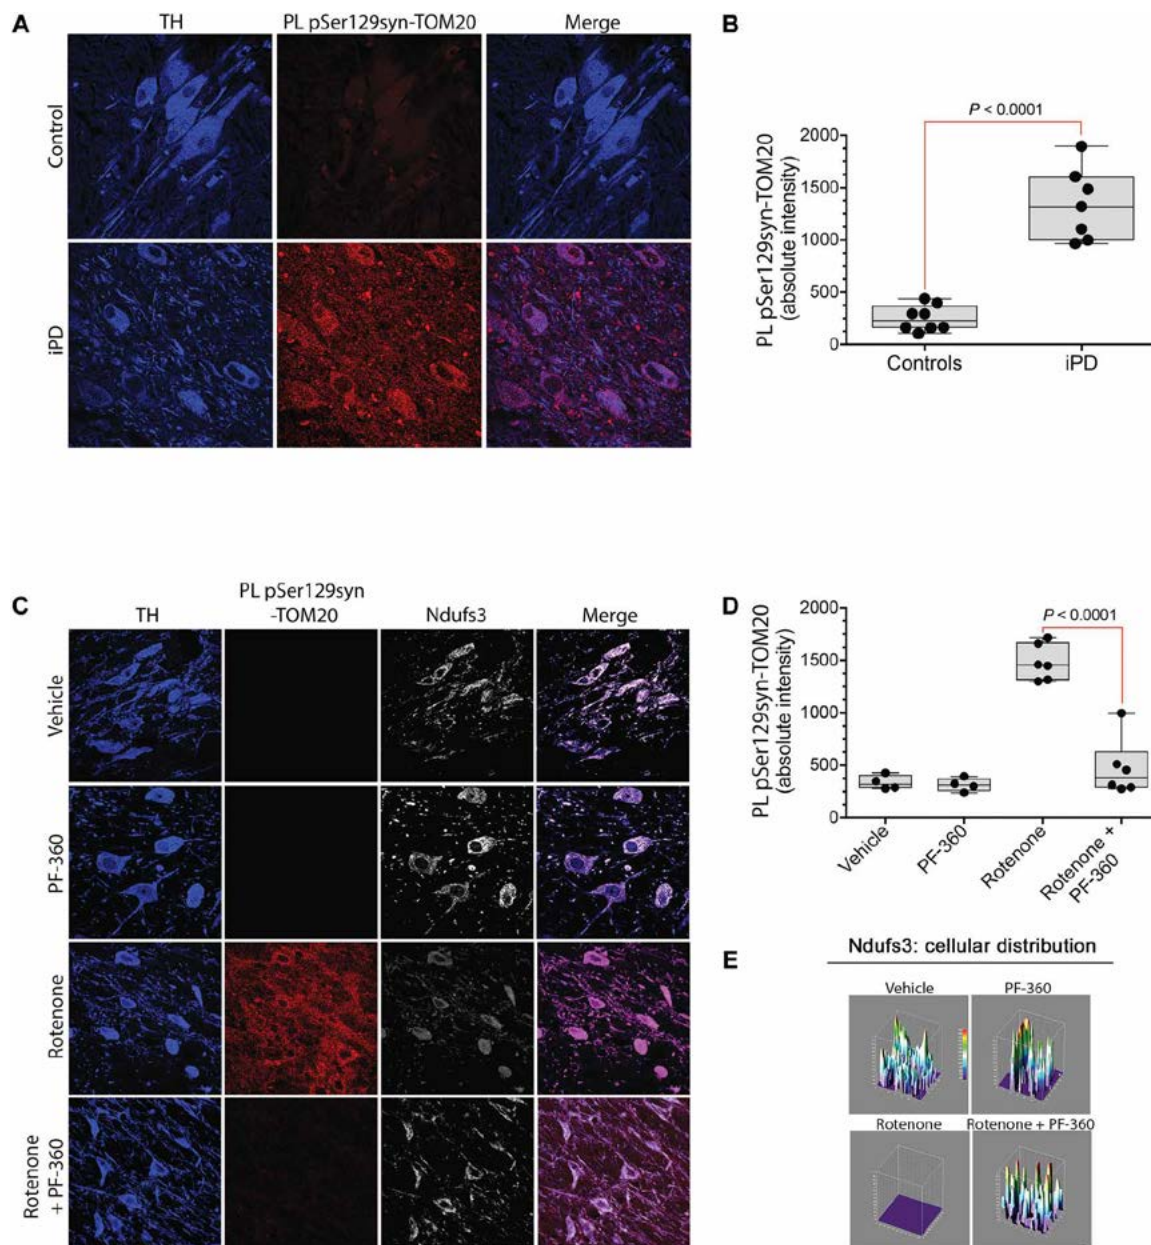 A
TH
PL pSer129syn-TOM20
Merge
Control
iPD
B
P < 0.0001
PL pSer129syn-TOM20
(absolute intensity)
2000
1500
1000
500
0
Controls
iPD
C
TH
PL pSer129syn
-TOM20
Ndufs3
Merge
Vehicle
PF-360
Rotenone
Rotenone
+ PF-360
D
P < 0.0001
PL pSer129syn-TOM20
(absolute intensity)
2000
1500
1000
500
0
Vehicle
PF-360
Rotenone
Rotenone +
PF-360
E
Ndufs3: cellular distribution
Vehicle
PF-360
Rotenone
Rotenone + PF-360